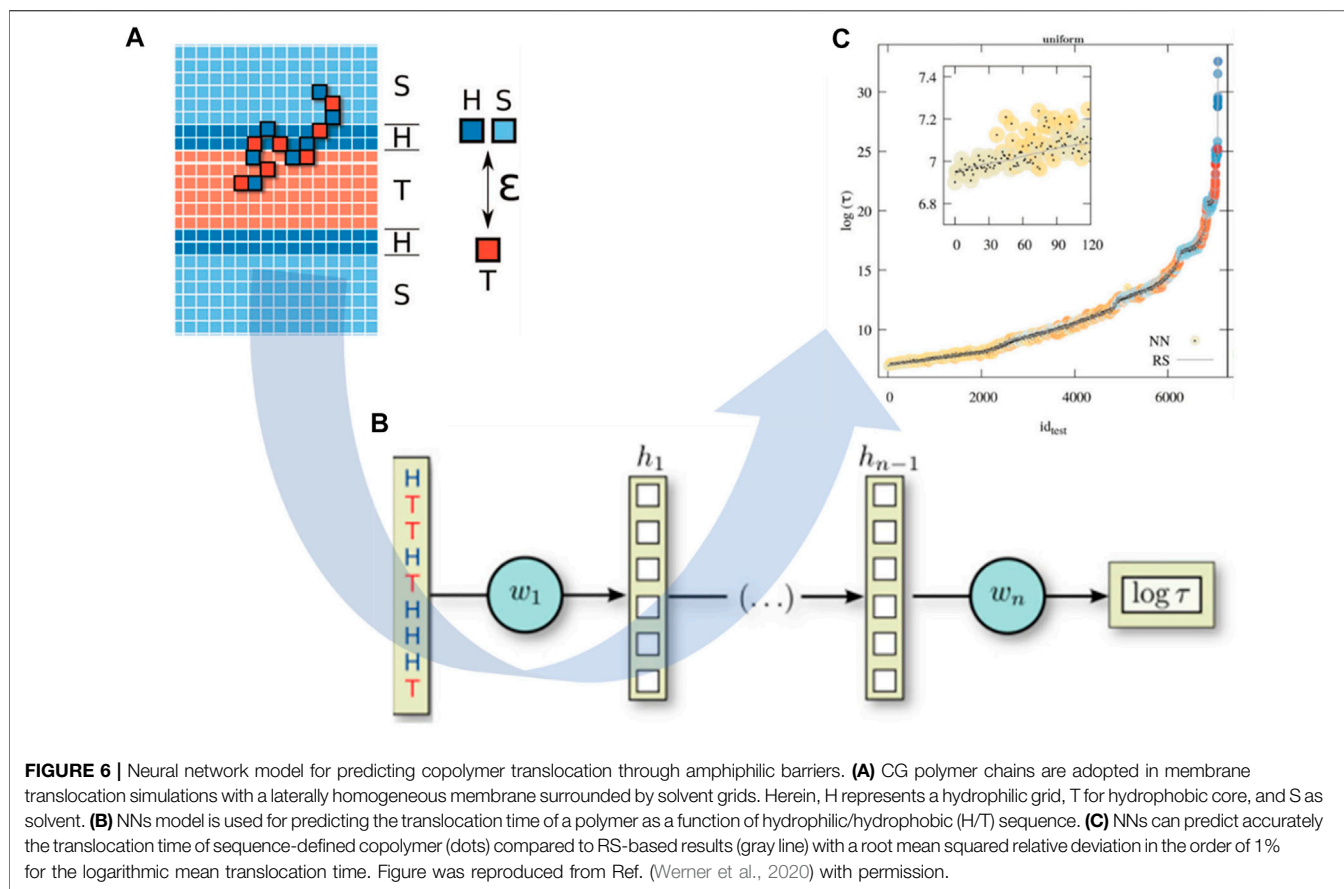 A
S
H
T
H
S
H S
ε
T
C
uniform
7.4
7.2
7
6.8
0 30 60 90 120
log (τ)
30
25
20
15
10
NN
RS
0 2000 4000 6000
id_test
B
H
T
T
H
T
H
H
H
T
w₁
h₁
(...)
hₙ₋₁
wₙ
log τ
FIGURE 6 | Neural network model for predicting copolymer translocation through amphiphilic barriers. (A) CG polymer chains are adopted in membrane
translocation simulations with a laterally homogeneous membrane surrounded by solvent grids. Herein, H represents a hydrophilic grid, T for hydrophobic core, and S as
solvent. (B) NNs model is used for predicting the translocation time of a polymer as a function of hydrophilic/hydrophobic (H/T) sequence. (C) NNs can predict accurately
the translocation time of sequence-defined copolymer (dots) compared to RS-based results (gray line) with a root mean squared relative deviation in the order of 1%
for the logarithmic mean translocation time. Figure was reproduced from Ref. (Werner et al., 2020) with permission.